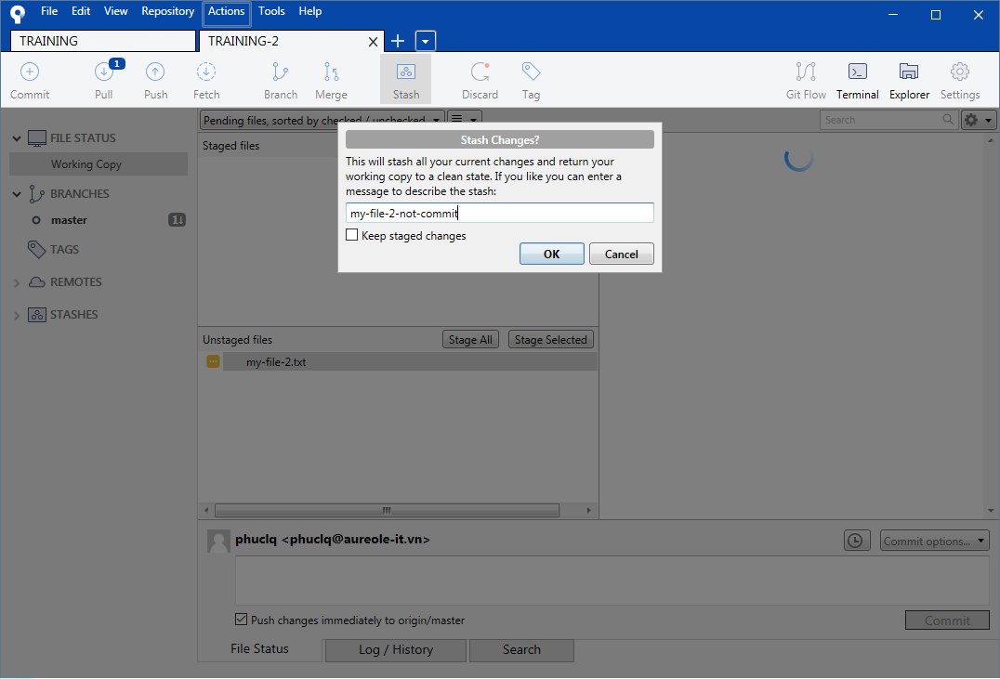 File Edit View Repository Actions Tools Help
TRAINING TRAINING-2
1
Commit Pull Push Fetch Branch Merge Stash Discard Tag Git Flow Terminal Explorer Settings
Pending files, sorted by checked / unchecked
Search
FILE STATUS
Working Copy
BRANCHES
master 1↓
TAGS
REMOTES
STASHES
Staged files
Stash Changes?
This will stash all your current changes and return your
working copy to a clean state. If you like you can enter a
message to describe the stash:
my-file-2-not-commit
Keep staged changes
OK Cancel
Unstaged files Stage All Stage Selected
my-file-2.txt
phuclq <phuclq@aureole-it.vn>
Commit options...
Push changes immediately to origin/master
Commit
File Status Log / History Search